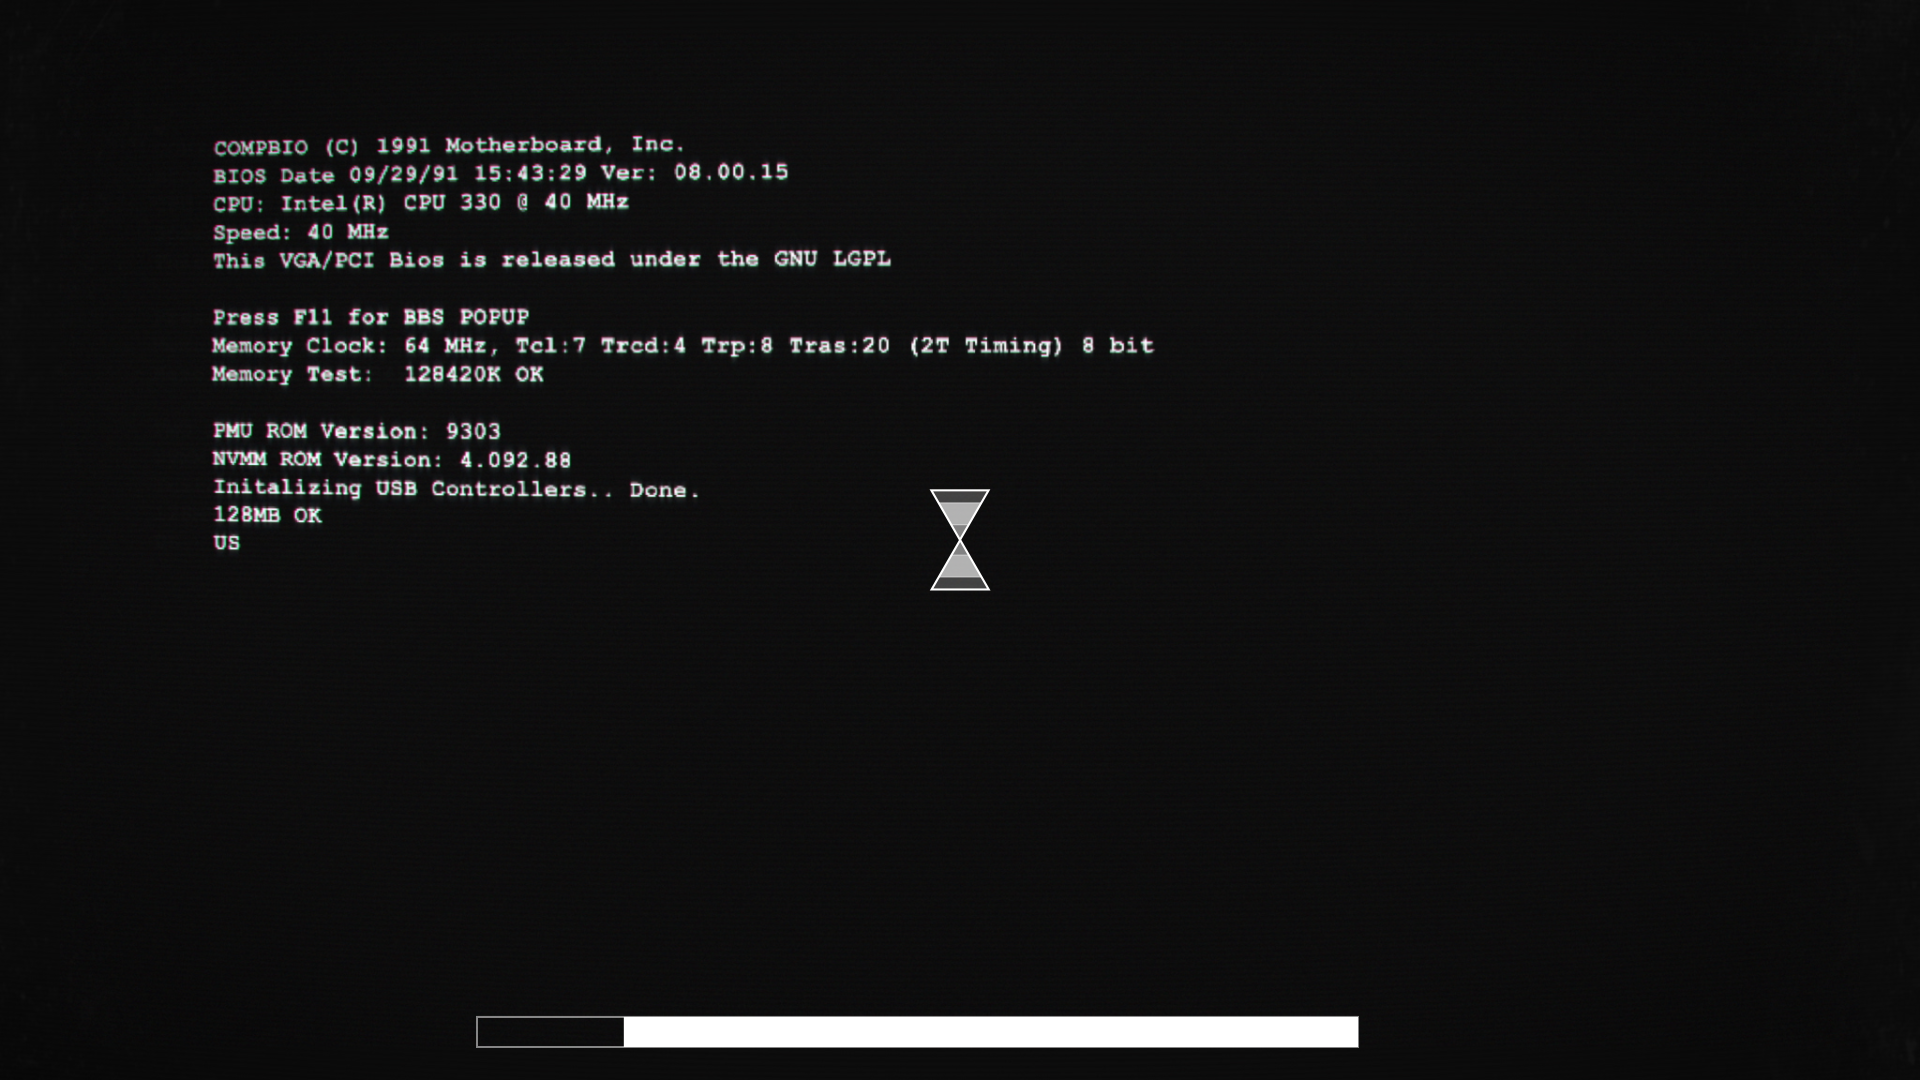 COMPBIO (C) 1991 Motherboard, Inc.
BIOS Date 09/29/91 15:43:29 Ver: 08.00.15
CPU: Intel(R) CPU 330 @ 40 MHz
Speed: 40 MHz
This VGA/PCI Bios is released under the GNU LGPL
Press F11 for BBS POPUP
Memory Clock: 64 MHz, Tcl:7 Trcd:4 Trp:8 Tras:20 (2T Timing) 8 bit
Memory Test: 128420K OK
PMU ROM Version: 9303
NVMM ROM Version: 4.092.88
Initalizing USB Controllers.. Done.
128MB OK
US